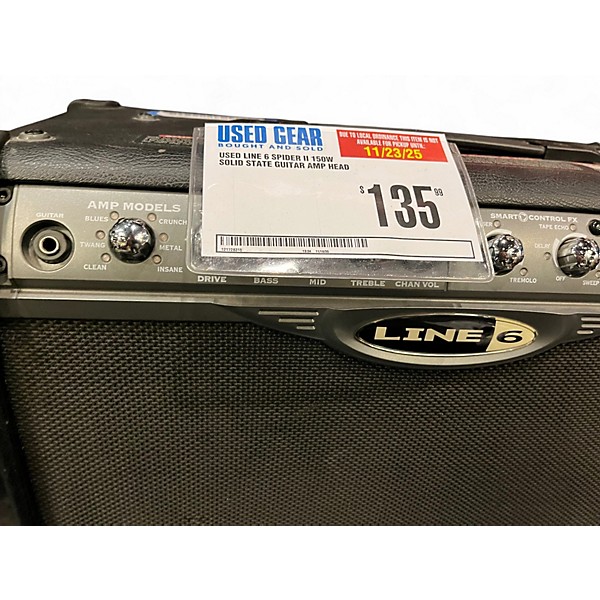 USED GEAR
BOUGHT AND SOLD
DUE TO LOCAL ORDINANCE THIS ITEM IS NOT
AVAILABLE FOR PICKUP UNTIL:
11/23/25
USED LINE 6 SPIDER II 150W
SOLID STATE GUITAR AMP HEAD
$135.99
AMP MODELS
GUITAR
BLUES
CRUNCH
TWANG
METAL
CLEAN
INSANE
DRIVE
BASS
MID
TREBLE
CHAN VOL
SMART CONTROL FX
TAPE ECHO
DELAY
TREMOLO
OFF
SWEEP
LINE 6